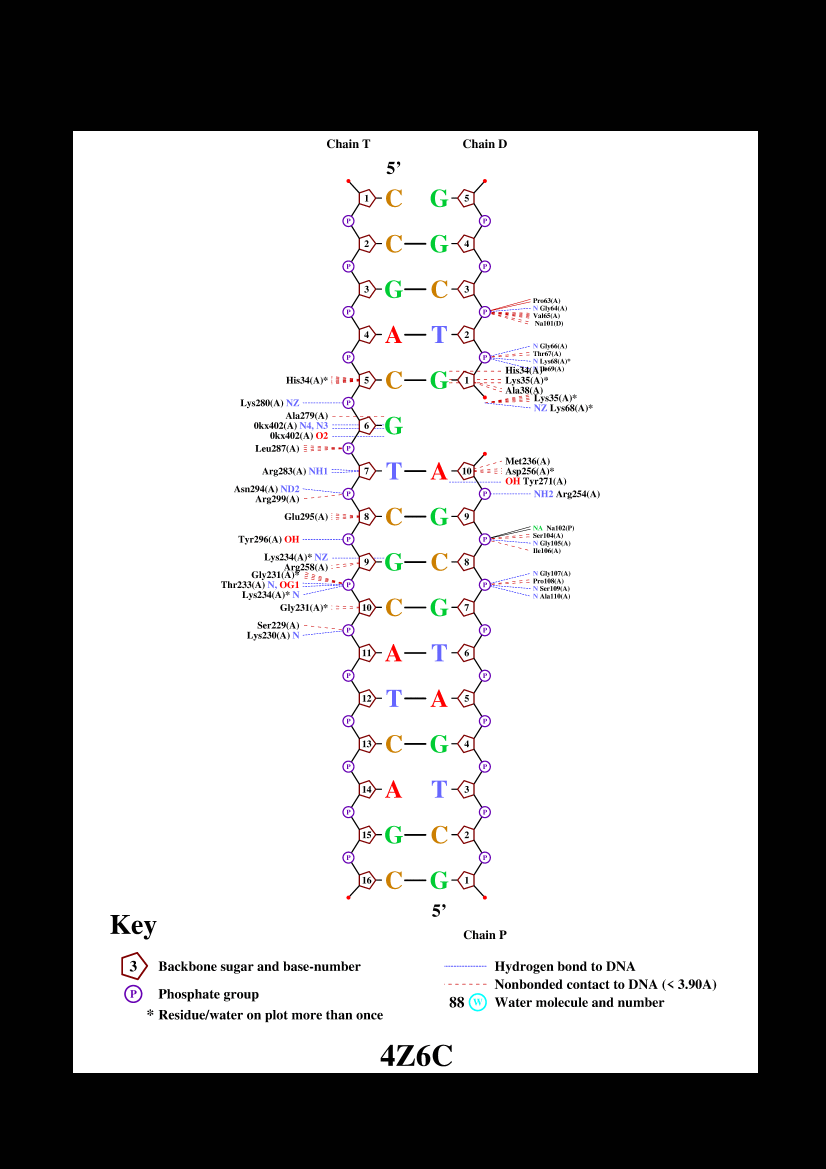 Chain T Chain D
5’
1 C G 5
P P
2 C G 4
P P
3 G C 3
Pro63(A)
P P N Gly64(A)
Val65(A)
Na101(D)
4 A T 2
N Gly66(A)
Thr67(A)
P P N Lys68(A)*
His34(A)
His34(A)* 5 C G 1 Lys35(A)*
Ala38(A)
Lys35(A)*
Lys280(A) NZ P NZ Lys68(A)*
Ala279(A)
0kx402(A) N4, N3 6 G
0kx402(A) O2
Leu287(A) P
Met236(A)
Arg283(A) NH1 7 T A 10 Asp256(A)*
OH Tyr271(A)
Asn294(A) ND2 P P NH2 Arg254(A)
Arg299(A)
Glu295(A) 8 C G 9
NA Na102(P)
Ser104(A)
Tyr296(A) OH P P N Gly105(A)
Ile106(A)
Lys234(A)* NZ 9 G C 8
Arg258(A)
Gly231(A)* N Gly107(A)
Pro108(A)
Thr233(A) N, OG1 P P N Ser109(A)
Lys234(A)* N N Ala110(A)
Gly231(A)* 10 C G 7
Ser229(A)
Lys230(A) N P P
11 A T 6
P P
12 T A 5
P P
13 C G 4
P P
14 A T 3
P P
15 G C 2
P P
16 C G 1
5’
Chain P
Key
3 Backbone sugar and base-number
P Phosphate group
* Residue/water on plot more than once
Hydrogen bond to DNA
Nonbonded contact to DNA (< 3.90A)
88 W Water molecule and number
4Z6C